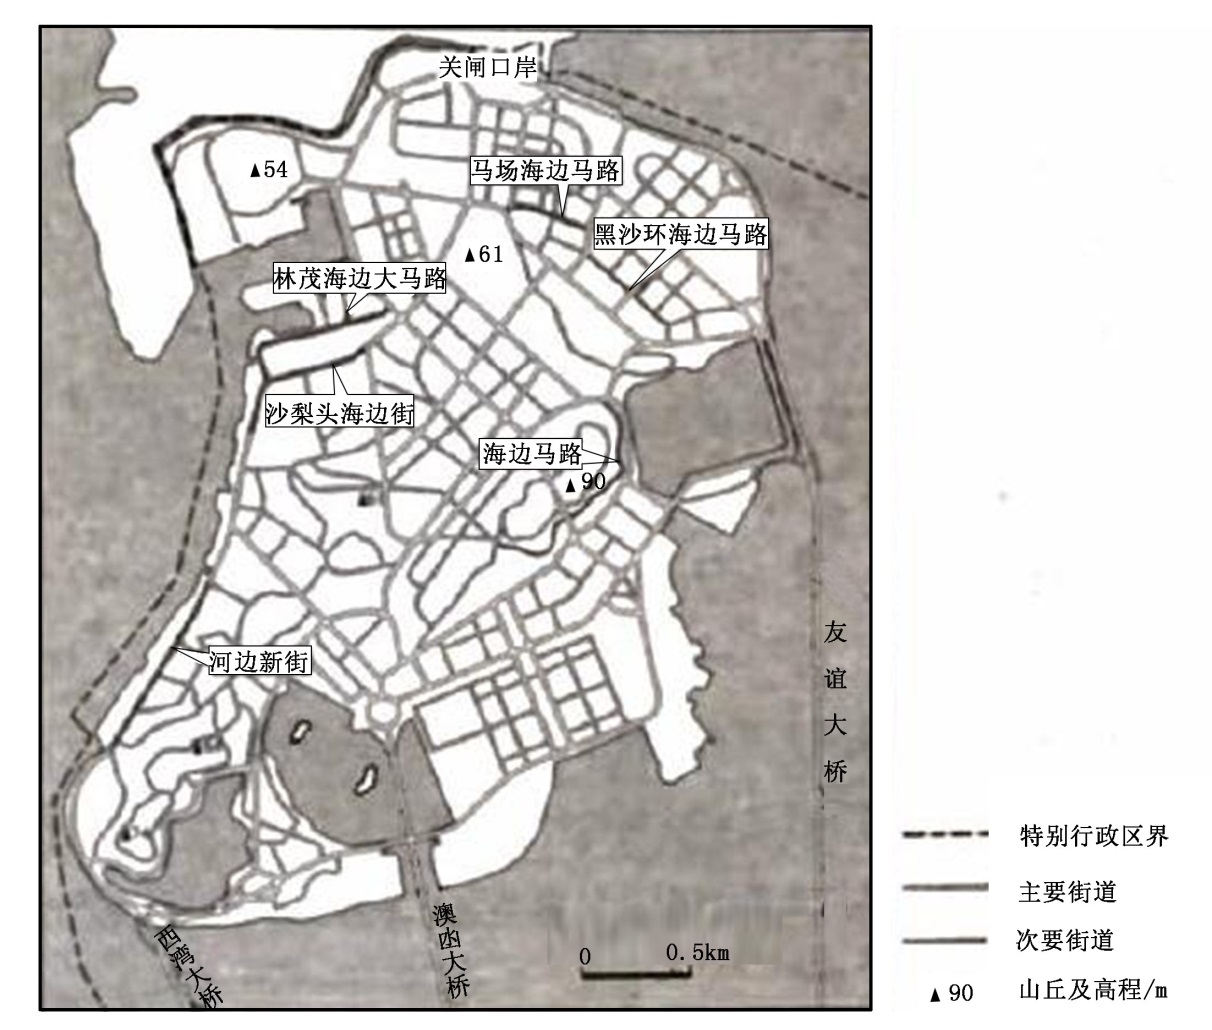 关闸口岸
▲54
马场海边马路
黑沙环海边马路
▲61
林茂海边大马路
沙梨头海边街
海边马路
▲90
河边新街
友谊大桥
西湾大桥
澳凼大桥
0 0.5km
特别行政区界
主要街道
次要街道
▲90 山丘及高程/m